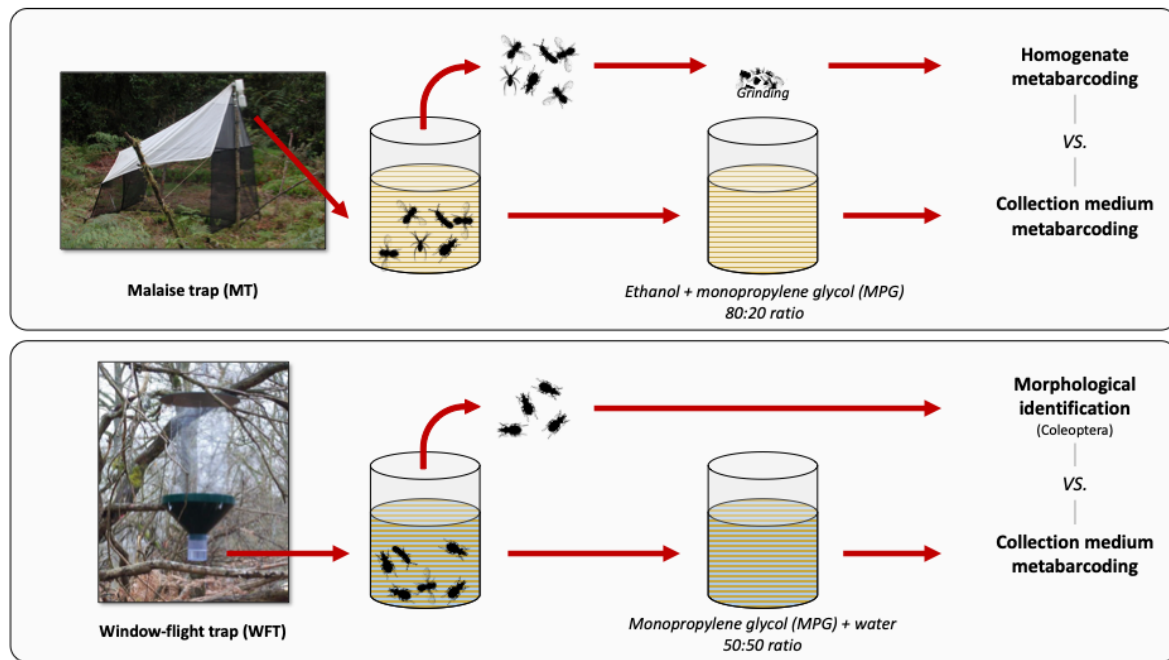 Malaise trap (MT)
Grinding
Homogenate
metabarcoding
VS.
Collection medium
metabarcoding
Ethanol + monopropylene glycol (MPG)
80:20 ratio
Window-flight trap (WFT)
Morphological
identification
(Coleoptera)
VS.
Collection medium
metabarcoding
Monopropylene glycol (MPG) + water
50:50 ratio